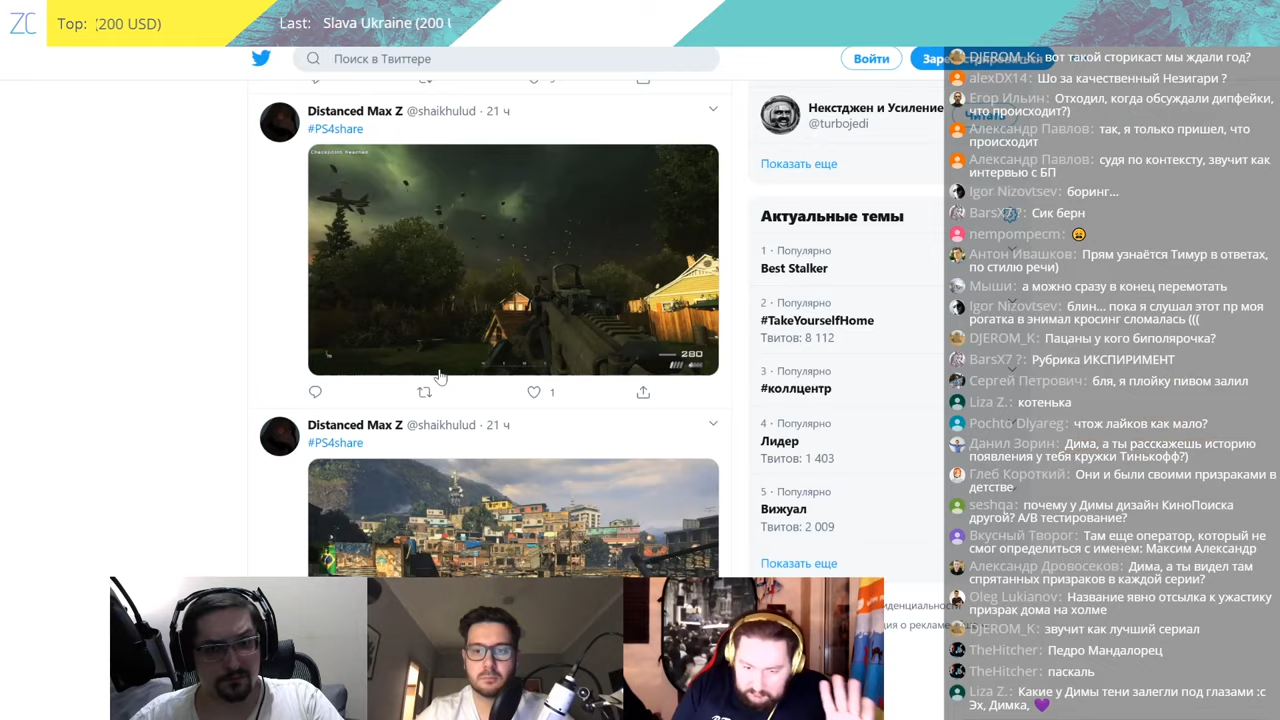 ZC
Top: (200 USD)
Last: Slava Ukraine (200
Поиск в Твиттере
Войти
Distanced Max Z @shaikhulud · 21 ч
#PS4share
Checkpoint Reached
280
1
Distanced Max Z @shaikhulud · 21 ч
#PS4share
Некстджен и Усиление
@turbojedi
Показать еще
Актуальные темы
1 · Популярно
Best Stalker
2 · Популярно
#TakeYourselfHome
Твитов: 8 112
3 · Популярно
#коллцентр
4 · Популярно
Лидер
Твитов: 1 403
5 · Популярно
Вижуал
Твитов: 2 009
Показать еще
DJEROM_K: вот такой сторикаст мы ждали год?
alexDX14: Шо за качественный Незигари ?
Егор Ильин: Отходил, когда обсуждали дипфейки,
что происходит?)
Александр Павлов: так, я только пришел, что
происходит
Александр Павлов: судя по контексту, звучит как
интервью с БП
Igor Nizovtsev: боринг...
BarsX7.?: Сик берн
nempompecm:
Антон Ивашков: Прям узнаётся Тимур в ответах,
по стилю речи)
Мыши: а можно сразу в конец перемотать
Igor Nizovtsev: блин... пока я слушал этот пр моя
рогатка в энимал кросинг сломалась (((
DJEROM_K: Пацаны у кого биполярочка?
BarsX7.?: Рубрика ИКСПИРИМЕНТ
Сергей Петрович: бля, я плойку пивом залил
Liza Z.: котенька
Pochto Dlyareg: чтож лайков как мало?
Данил Зорин: Дима, а ты расскажешь историю
появления у тебя кружки Тинькофф?)
Глеб Короткий: Они и были своими призраками в
детстве
seshqa: почему у Димы дизайн КиноПоиска
другой? A/B тестирование?
Вкусный Творог: Там еще оператор, который не
смог определиться с именем: Максим Александр
Александр Дровосеков: Дима, а ты видел там
спрятанных призраков в каждой серии?
Oleg Lukianov: Название явно отсылка к ужастику
призрак дома на холме
DJEROM_K: звучит как лучший сериал
TheHitcher: Педро Мандалорец
TheHitcher: паскаль
Liza Z.: Какие у Димы тени залегли под глазами :с
Эх, Димка,